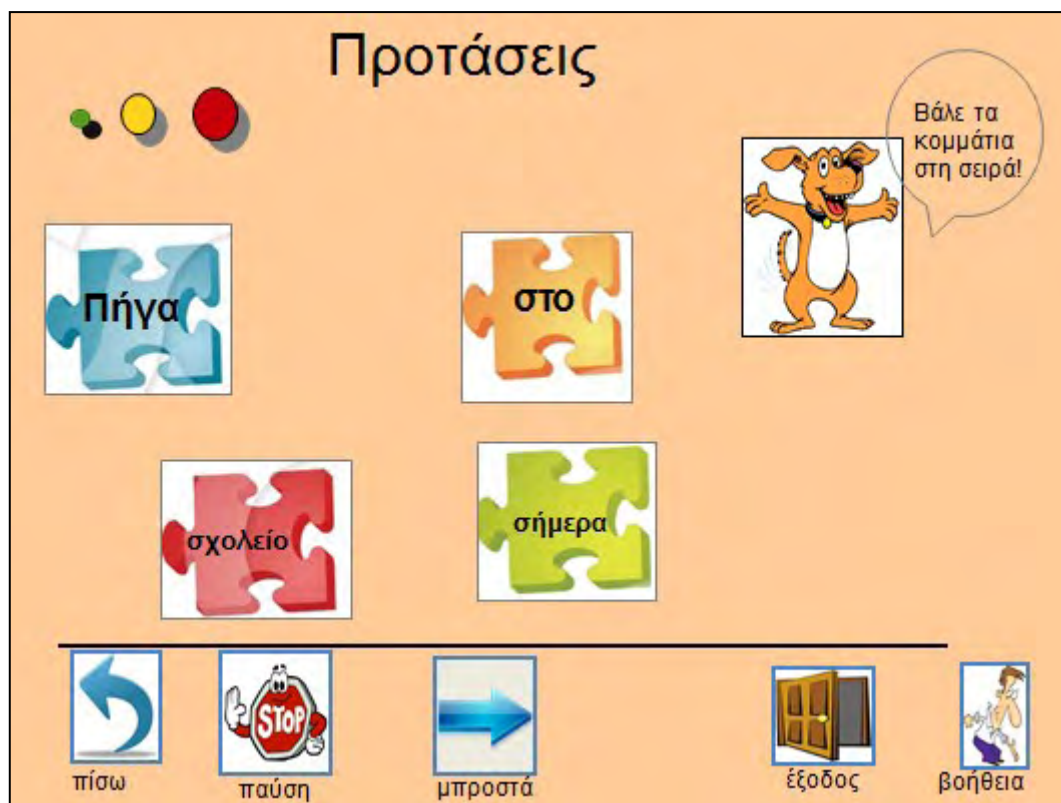 Προτάσεις
Βάλε τα
κομμάτια
στη σειρά!
Πήγα
στο
σχολείο
σήμερα
STOP
πίσω
παύση
μπροστά
έξοδος
βοήθεια